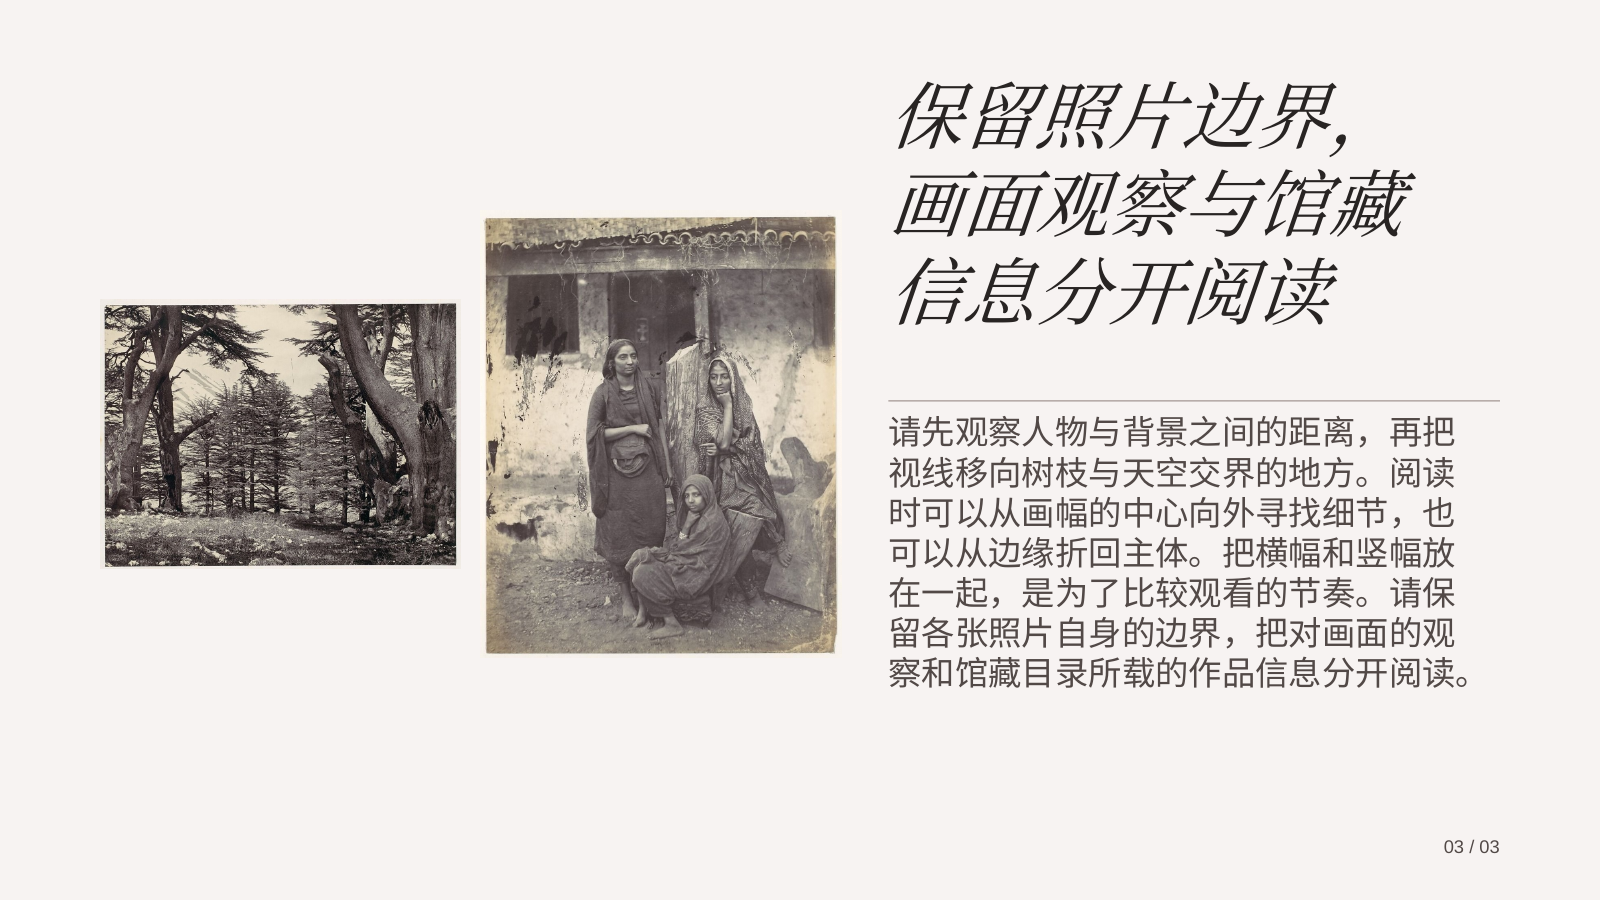 保留照片边界，
画面观察与馆藏
信息分开阅读
请先观察人物与背景之间的距离，再把
视线移向树枝与天空交界的地方。阅读
时可以从画幅的中心向外寻找细节，也
可以从边缘折回主体。把横幅和竖幅放
在一起，是为了比较观看的节奏。请保
留各张照片自身的边界，把对画面的观
察和馆藏目录所载的作品信息分开阅读。
03 / 03